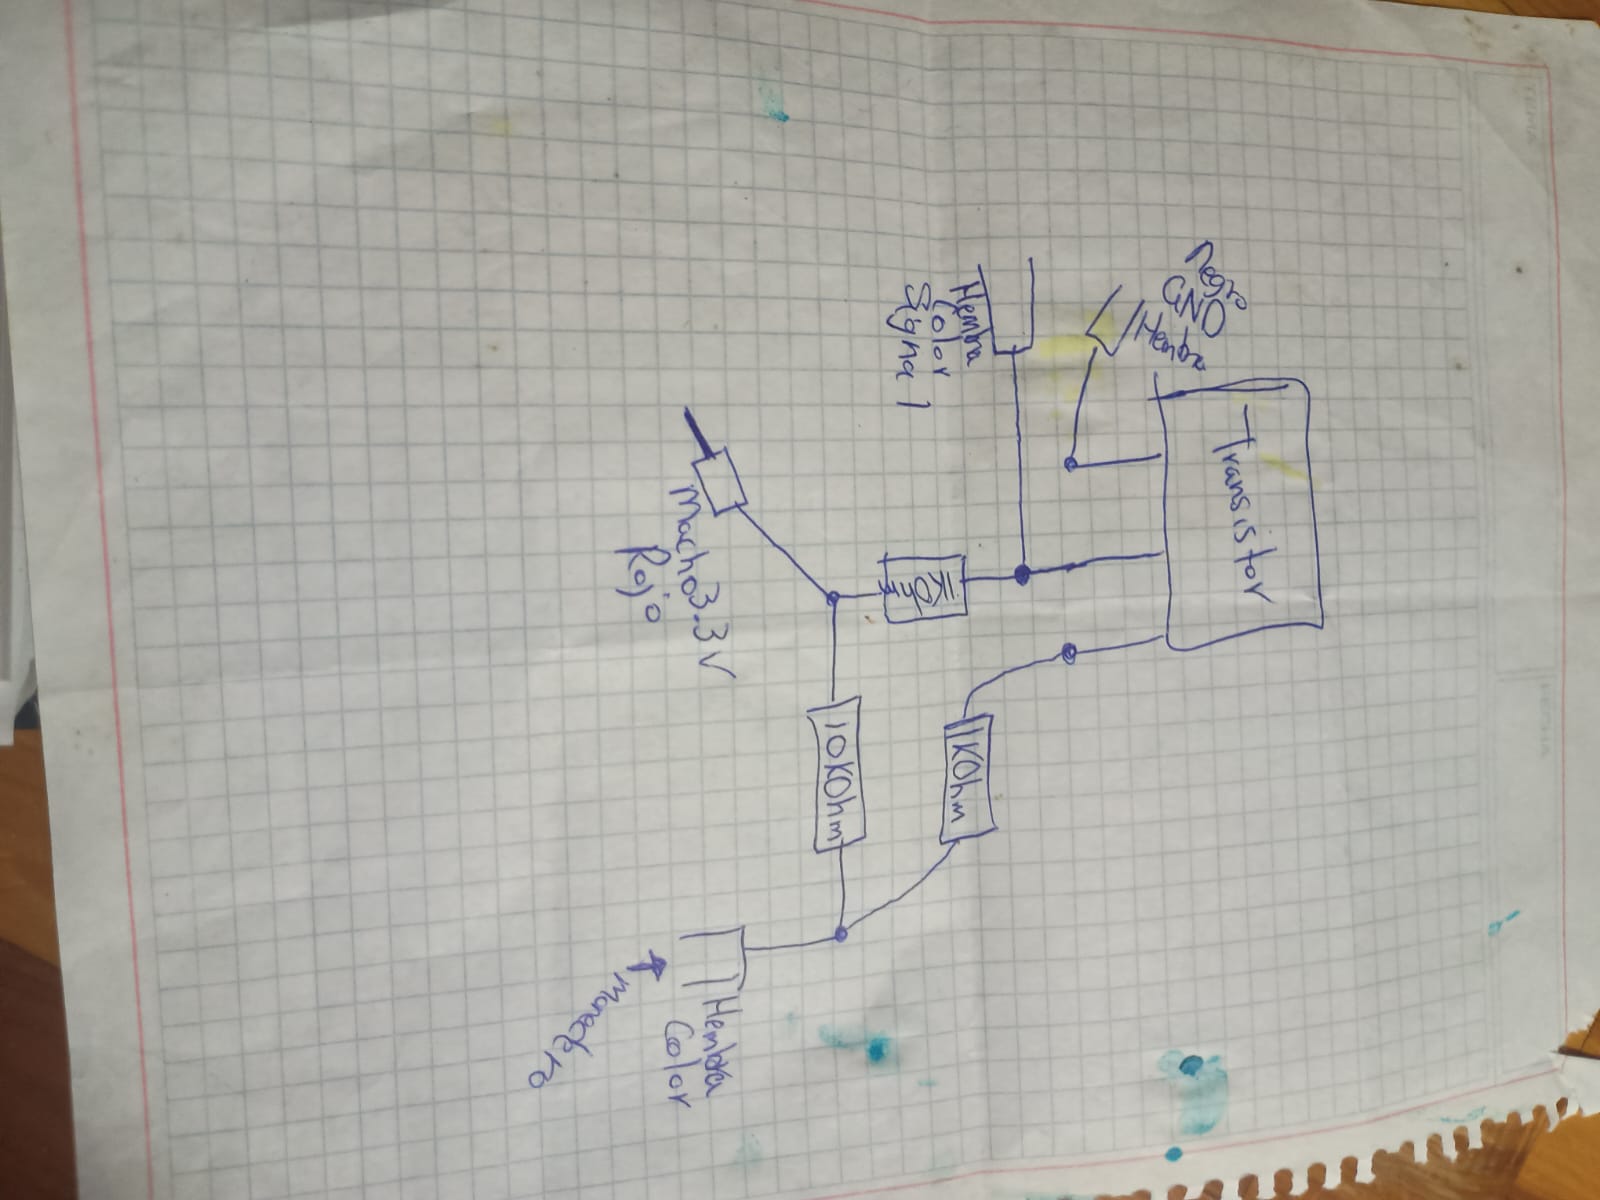 TEMA
FECHA
Transistor
Negro
GND
Hembra
Hembra
Color
Signal
1KOhm
1KOhm
10KOhm
Macho 3.3V
Rojo
Hembra
Color
Monedero